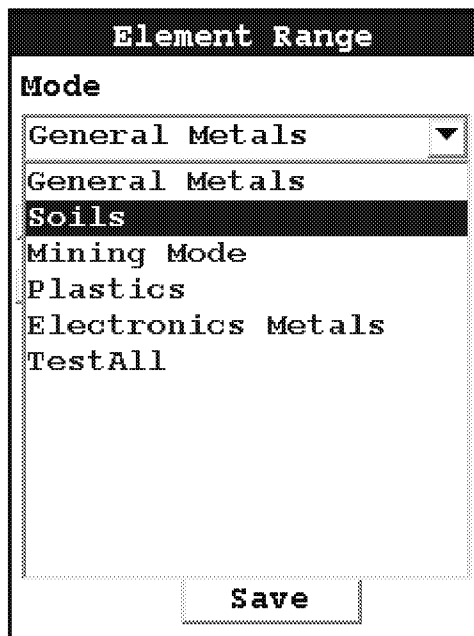 Element Range
Mode
General Metals
General Metals
Soils
Mining Mode
Plastics
Electronics Metals
TestAll
Save